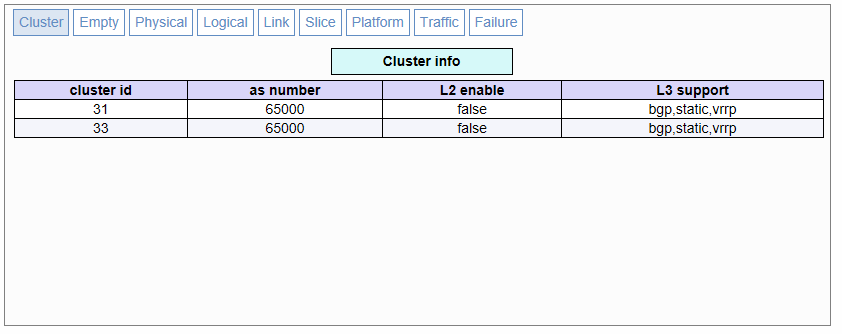 Cluster Empty Physical Logical Link Slice Platform Traffic Failure
Cluster info
cluster id as number L2 enable L3 support
31 65000 false bgp,static,vrrp
33 65000 false bgp,static,vrrp